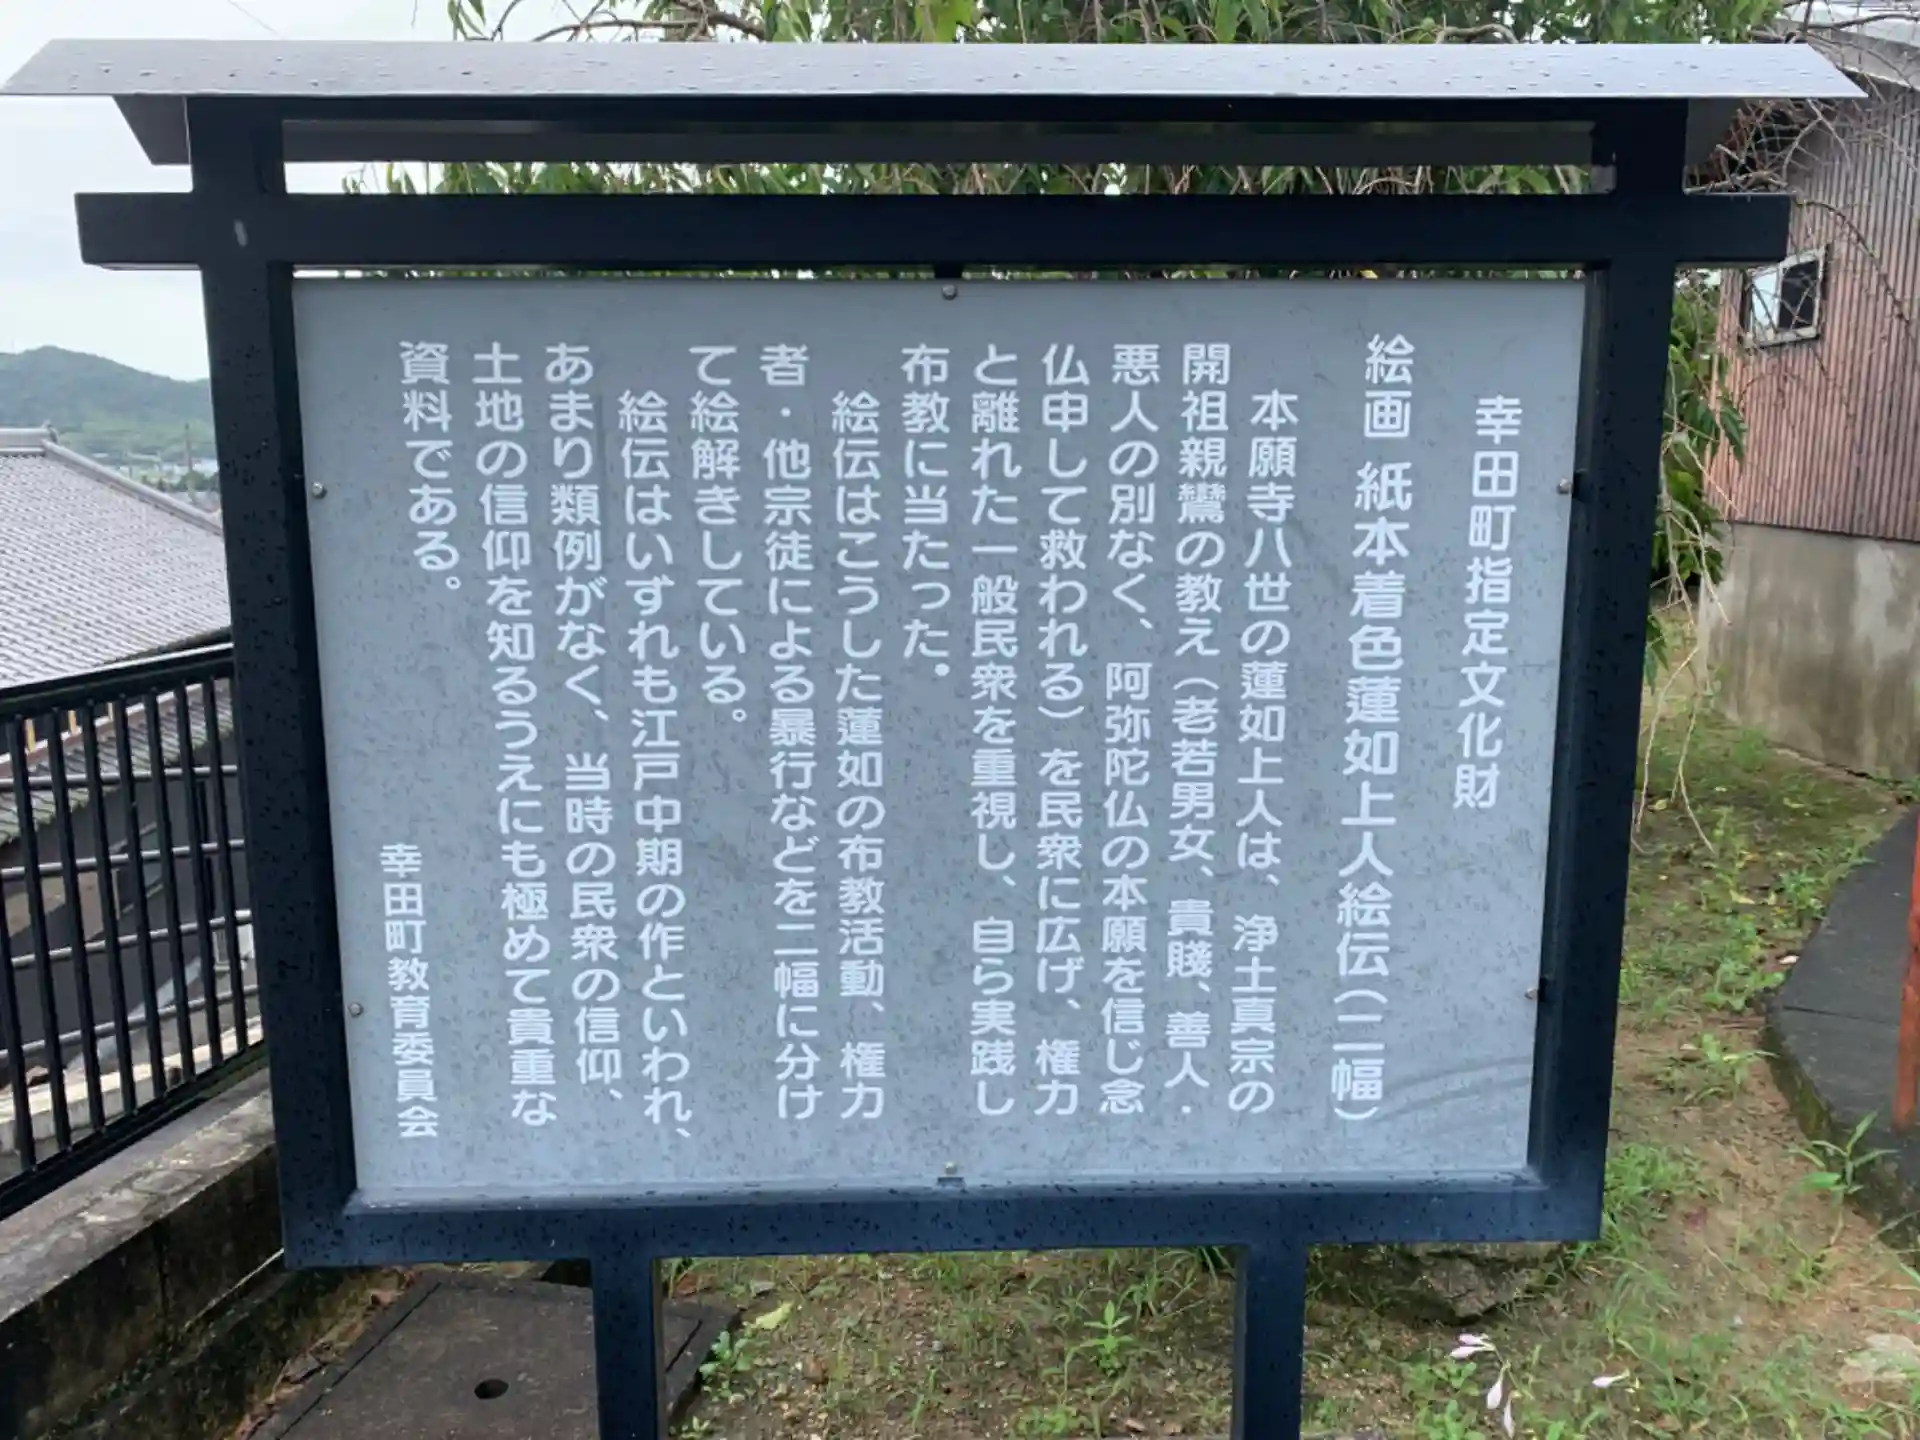 幸田町指定文化財
絵画 紙本着色蓮如上人絵伝(二幅)
本願寺八世の蓮如上人は、浄土真宗の
開祖親鸞の教え(老若男女、貴賤、善人・
悪人の別なく、阿弥陀仏の本願を信じ念
仏申して救われる)を民衆に広げ、権力
と離れた一般民衆を重視し、自ら実践し
布教に当たった。
絵伝はこうした蓮如の布教活動、権力
者・他宗徒による暴行などを二幅に分け
て絵解きしている。
絵伝はいずれも江戸中期の作といわれ、
あまり類例がなく、当時の民衆の信仰、
土地の信仰を知るうえにも極めて貴重な
資料である。
幸田町教育委員会